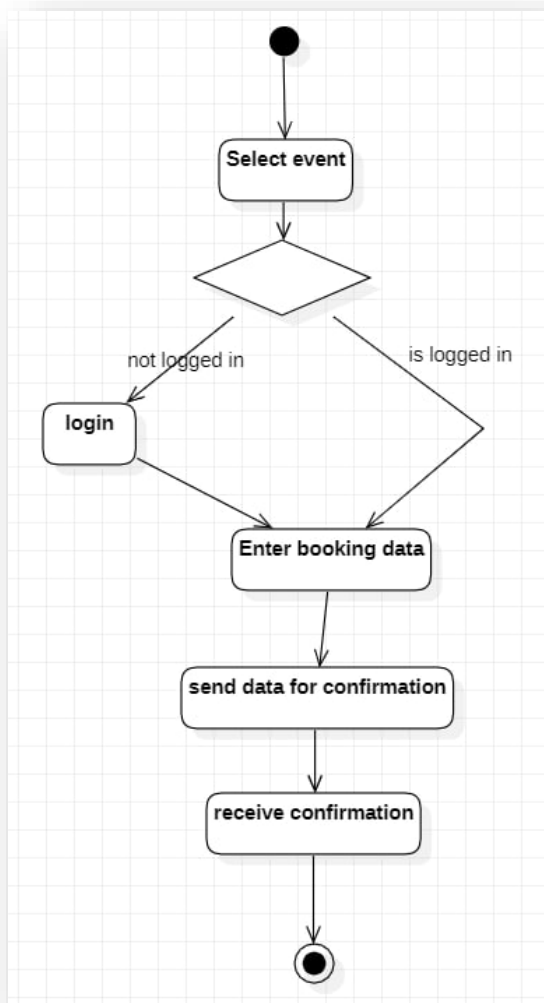 Select event
not logged in
is logged in
login
Enter booking data
send data for confirmation
receive confirmation